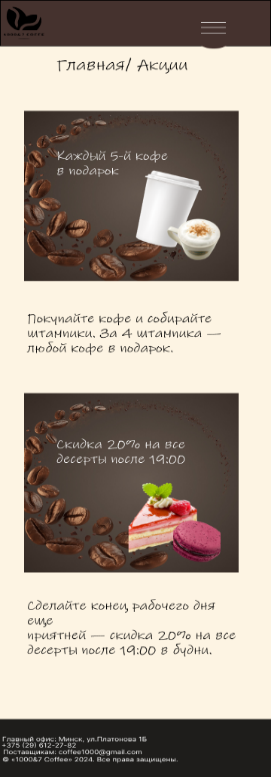 Главная/ Акции
Каждый 5-й кофе
в подарок
Покупайте кофе и собирайте
штампики. За 4 штампика —
любой кофе в подарок.
Скидка 20% на все
десерты после 19:00
Сделайте конец рабочего дня
еще
приятней — скидка 20% на все
десерты после 19:00 в будни.
Главный офис: Минск, ул.Платонова 1Б
+375 (29) 612-27-82
Поставщикам: coffee1000@gmail.com
© «1000&7 Coffee» 2024. Все права защищены.